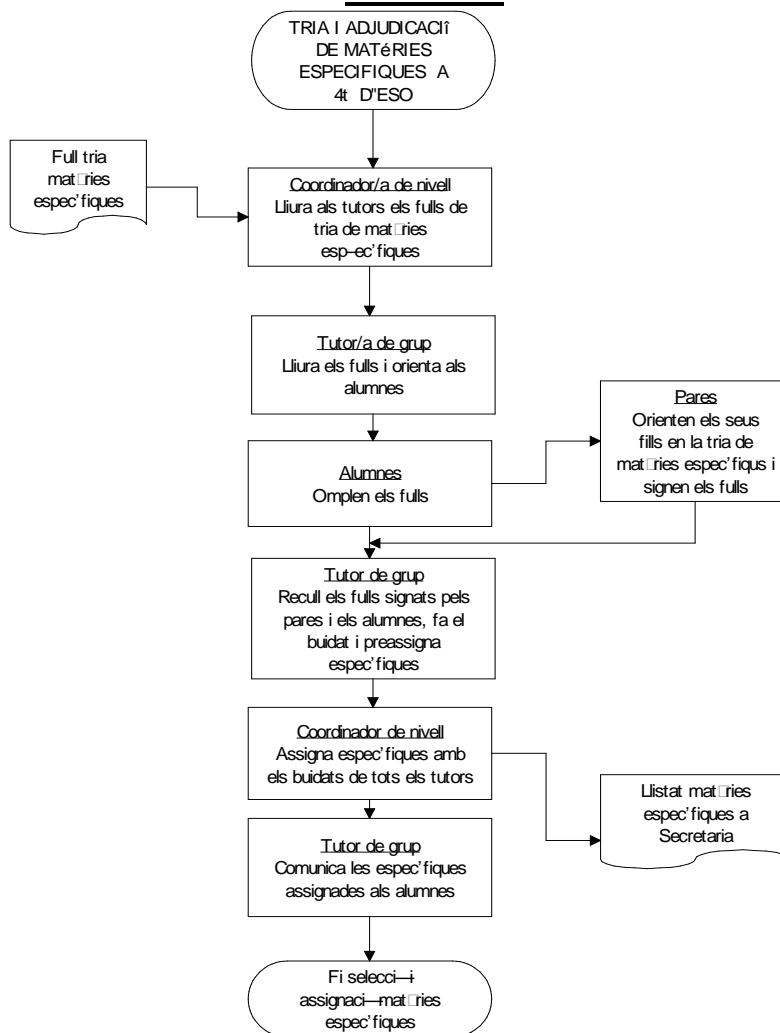 TRIA I ADJUDICACIî
DE MATéRIES
ESPECIFIQUES A
4t D"ESO
Full tria
mat□ries
espec'fiques
Coordinador/a de nivell
Lliura als tutors els fulls de
tria de mat□ries
esp–ec'fiques
Tutor/a de grup
Lliura els fulls i orienta als
alumnes
Pares
Orienten els seus
fills en la tria de
mat□ries espec'fiqus i
signen els fulls
Alumnes
Omplen els fulls
Tutor de grup
Recull els fulls signats pels
pares i els alumnes, fa el
buidat i preassigna
espec'fiques
Coordinador de nivell
Assigna espec'fiques amb
els buidats de tots els tutors
Llistat mat□ries
espec'fiques a
Secretaria
Tutor de grup
Comunica les espec'fiques
assignades als alumnes
Fi selecci—i
assignaci—mat□ries
espec'fiques